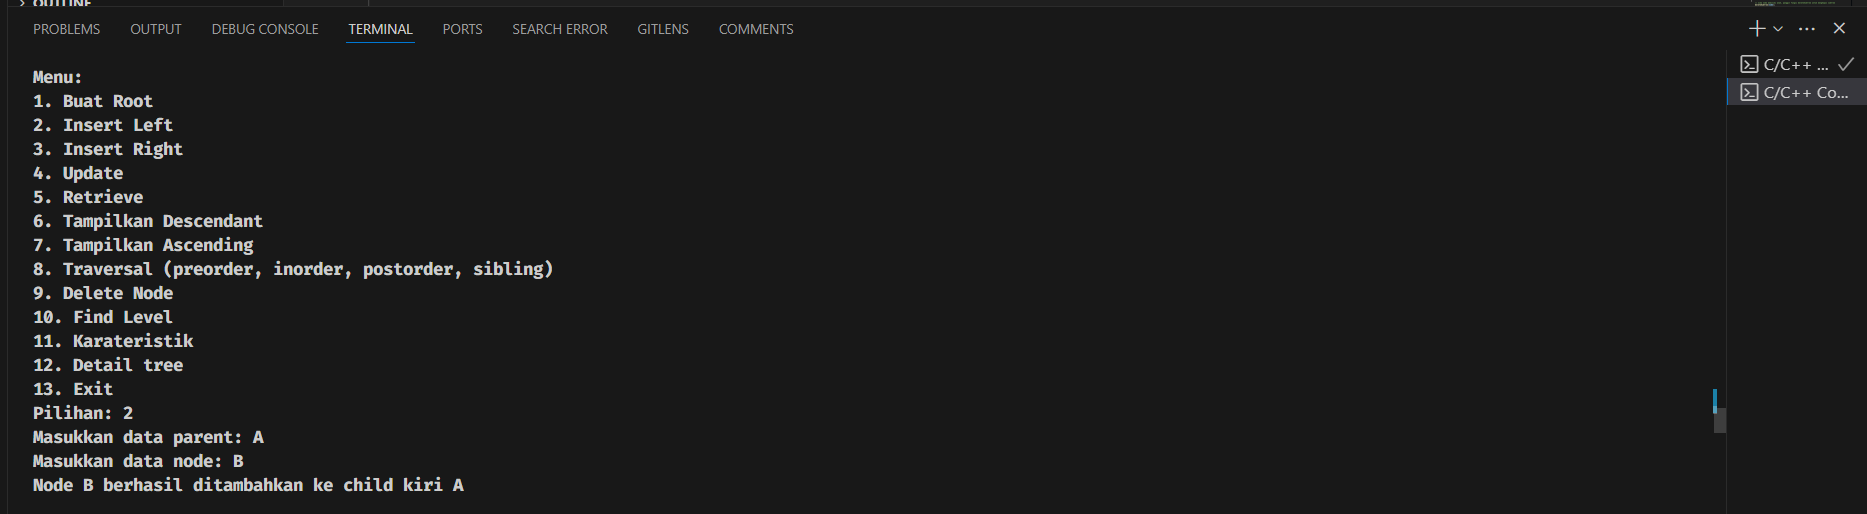 OUTLINE
PROBLEMS OUTPUT DEBUG CONSOLE TERMINAL PORTS SEARCH ERROR GITLENS COMMENTS
Menu:
1. Buat Root
2. Insert Left
3. Insert Right
4. Update
5. Retrieve
6. Tampilkan Descendant
7. Tampilkan Ascending
8. Traversal (preorder, inorder, postorder, sibling)
9. Delete Node
10. Find Level
11. Karateristik
12. Detail tree
13. Exit
Pilihan: 2
Masukkan data parent: A
Masukkan data node: B
Node B berhasil ditambahkan ke child kiri A
C/C++ ...
C/C++ Co...